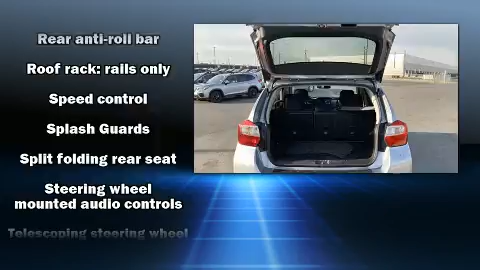 Rear anti-roll bar
Roof rack: rails only
Speed control
Splash Guards
Split folding rear seat
Steering wheel
mounted audio controls
Telescoping steering wheel